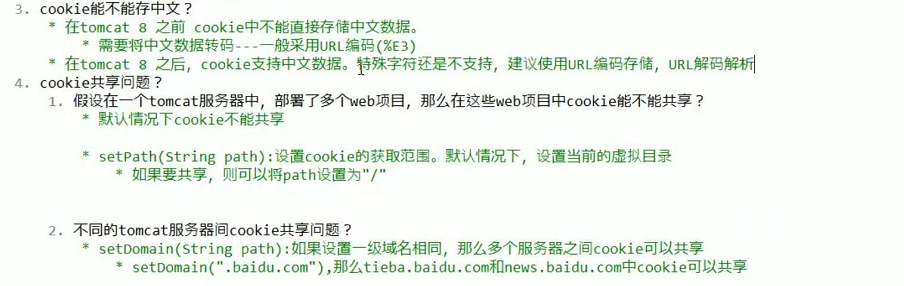 3. cookie能不能存中文？
* 在tomcat 8 之前 cookie中不能直接存储中文数据。
* 需要将中文数据转码---一般采用URL编码(%E3)
* 在tomcat 8 之后，cookie支持中文数据。特殊字符还是不支持，建议使用URL编码存储，URL解码解析
4. cookie共享问题？
1. 假设在一个tomcat服务器中，部署了多个web项目，那么在这些web项目中cookie能不能共享？
* 默认情况下cookie不能共享
* setPath(String path):设置cookie的获取范围。默认情况下，设置当前的虚拟目录
* 如果要共享，则可以将path设置为"/"
2. 不同的tomcat服务器间cookie共享问题？
* setDomain(String path):如果设置一级域名相同，那么多个服务器之间cookie可以共享
* setDomain(".baidu.com"),那么tieba.baidu.com和news.baidu.com中cookie可以共享